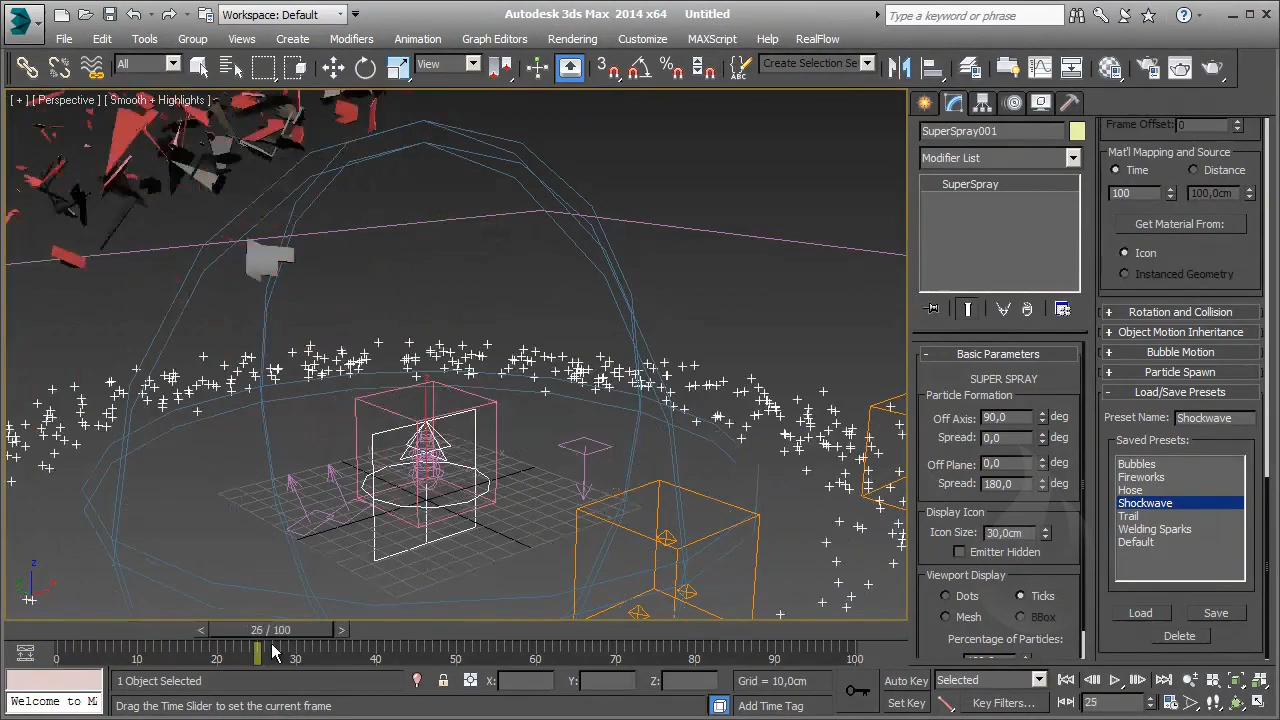 Workspace: Default
Autodesk 3ds Max 2014 x64 Untitled
Type a keyword or phrase
File Edit Tools Group Views Create Modifiers Animation Graph Editors Rendering Customize MAXScript Help RealFlow
All
View
3
Create Selection Se
[ + ] [ Perspective ] [ Smooth + Highlights ]
SuperSpray001
Modifier List
SuperSpray
Frame Offset: 0
Mat'l Mapping and Source
Time
Distance
100
100,0cm
Get Material From:
Icon
Instanced Geometry
+ Rotation and Collision
+ Object Motion Inheritance
+ Bubble Motion
+ Particle Spawn
- Load/Save Presets
Preset Name: Shockwave
Saved Presets:
Bubbles
Fireworks
Hose
Shockwave
Trail
Welding Sparks
Default
Load
Save
Delete
- Basic Parameters
SUPER SPRAY
Particle Formation
Off Axis: 90,0 deg
Spread: 0,0 deg
Off Plane: 0,0 deg
Spread: 180,0 deg
Display Icon
Icon Size: 30,0cm
Emitter Hidden
Viewport Display
Dots
Ticks
Mesh
BBox
Percentage of Particles:
z
x
z
< 26 / 100 >
0 10 20 30 40 50 60 70 80 90 100
1 Object Selected
X:
Y:
Z:
Grid = 10,0cm
Auto Key
Selected
Welcome to M
Drag the Time Slider to set the current frame
Add Time Tag
Set Key
Key Filters...
25